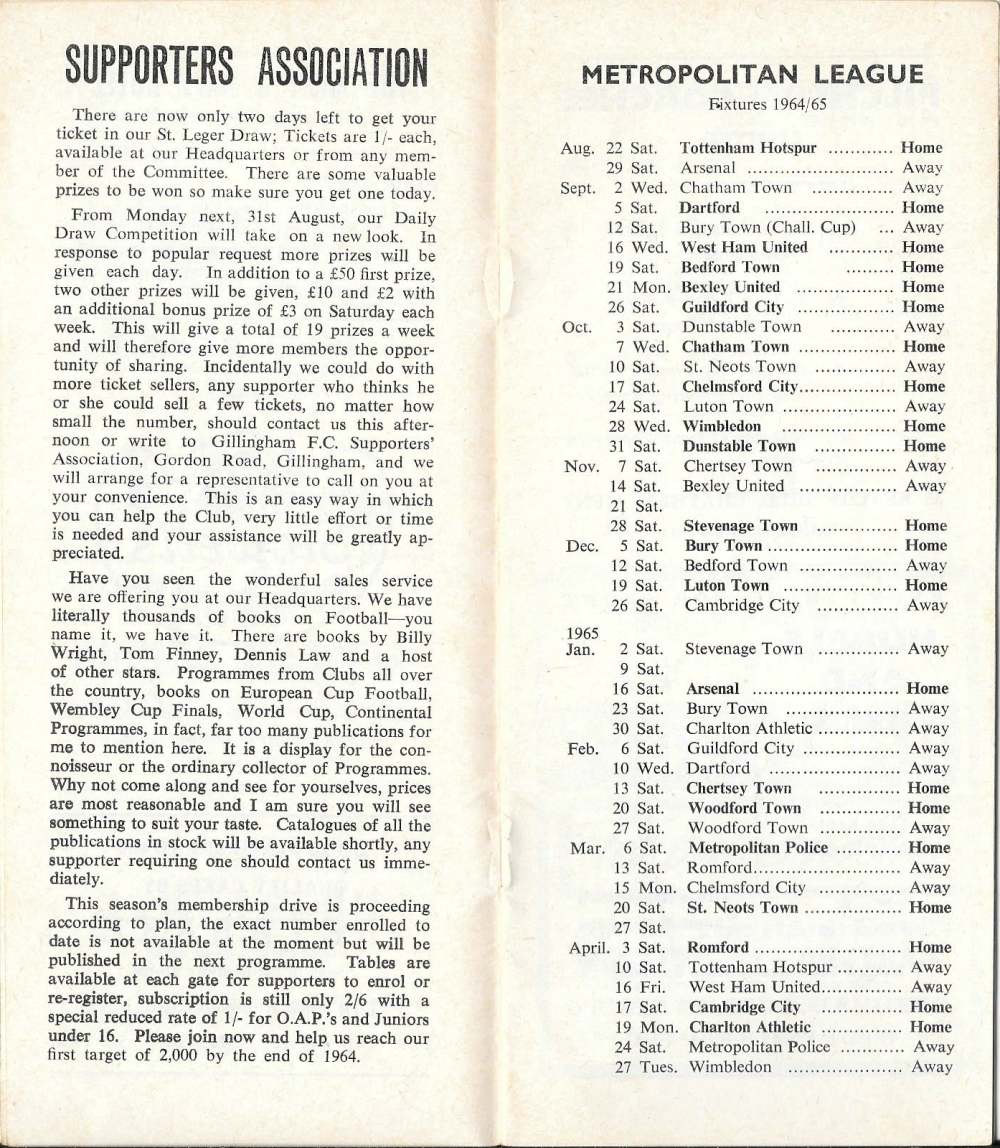 SUPPORTERS ASSOCIATION
There are now only two days left to get your
ticket in our St. Leger Draw; Tickets are 1/- each,
available at our Headquarters or from any mem-
ber of the Committee. There are some valuable
prizes to be won so make sure you get one today.
From Monday next, 31st August, our Daily
Draw Competition will take on a new look. In
response to popular request more prizes will be
given each day. In addition to a £50 first prize,
two other prizes will be given, £10 and £2 with
an additional bonus prize of £3 on Saturday each
week. This will give a total of 19 prizes a week
and will therefore give more members the oppor-
tunity of sharing. Incidentally we could do with
more ticket sellers, any supporter who thinks he
or she could sell a few tickets, no matter how
small the number, should contact us this after-
noon or write to Gillingham F.C. Supporters'
Association, Gordon Road, Gillingham, and we
will arrange for a representative to call on you at
your convenience. This is an easy way in which
you can help the Club, very little effort or time
is needed and your assistance will be greatly ap-
preciated.
Have you seen the wonderful sales service
we are offering you at our Headquarters. We have
literally thousands of books on Football—you
name it, we have it. There are books by Billy
Wright, Tom Finney, Dennis Law and a host
of other stars. Programmes from Clubs all over
the country, books on European Cup Football,
Wembley Cup Finals, World Cup, Continental
Programmes, in fact, far too many publications for
me to mention here. It is a display for the con-
noisseur or the ordinary collector of Programmes.
Why not come along and see for yourselves, prices
are most reasonable and I am sure you will see
something to suit your taste. Catalogues of all the
publications in stock will be available shortly, any
supporter requiring one should contact us imme-
diately.
This season's membership drive is proceeding
according to plan, the exact number enrolled to
date is not available at the moment but will be
published in the next programme. Tables are
available at each gate for supporters to enrol or
re-register, subscription is still only 2/6 with a
special reduced rate of 1/- for O.A.P.'s and Juniors
under 16. Please join now and help us reach our
first target of 2,000 by the end of 1964.
METROPOLITAN LEAGUE
Fixtures 1964/65
Aug. 22 Sat. Tottenham Hotspur ............ Home
29 Sat. Arsenal ........................... Away
Sept. 2 Wed. Chatham Town ............... Away
5 Sat. Dartford ........................ Home
12 Sat. Bury Town (Chall. Cup) ... Away
16 Wed. West Ham United ............ Home
19 Sat. Bedford Town ......... Home
21 Mon. Bexley United .................. Home
26 Sat. Guildford City .................. Home
Oct. 3 Sat. Dunstable Town ............ Away
7 Wed. Chatham Town .................. Home
10 Sat. St. Neots Town ............... Away
17 Sat. Chelmsford City.................. Home
24 Sat. Luton Town ..................... Away
28 Wed. Wimbledon ..................... Home
31 Sat. Dunstable Town ............... Home
Nov. 7 Sat. Chertsey Town ............... Away
14 Sat. Bexley United .................. Away
21 Sat.
28 Sat. Stevenage Town ............... Home
Dec. 5 Sat. Bury Town ........................ Home
12 Sat. Bedford Town .................. Away
19 Sat. Luton Town ..................... Home
26 Sat. Cambridge City ............... Away
1965
Jan. 2 Sat. Stevenage Town ............... Away
9 Sat.
16 Sat. Arsenal ........................... Home
23 Sat. Bury Town ..................... Away
30 Sat. Charlton Athletic ............... Away
Feb. 6 Sat. Guildford City .................. Away
10 Wed. Dartford ........................ Away
13 Sat. Chertsey Town ............... Home
20 Sat. Woodford Town ............... Home
27 Sat. Woodford Town ............... Away
Mar. 6 Sat. Metropolitan Police ............ Home
13 Sat. Romford........................... Away
15 Mon. Chelmsford City ............... Away
20 Sat. St. Neots Town .................. Home
27 Sat.
April. 3 Sat. Romford ........................... Home
10 Sat. Tottenham Hotspur ............ Away
16 Fri. West Ham United............... Away
17 Sat. Cambridge City ............... Home
19 Mon. Charlton Athletic ............... Home
24 Sat. Metropolitan Police ............ Away
27 Tues. Wimbledon ..................... Away